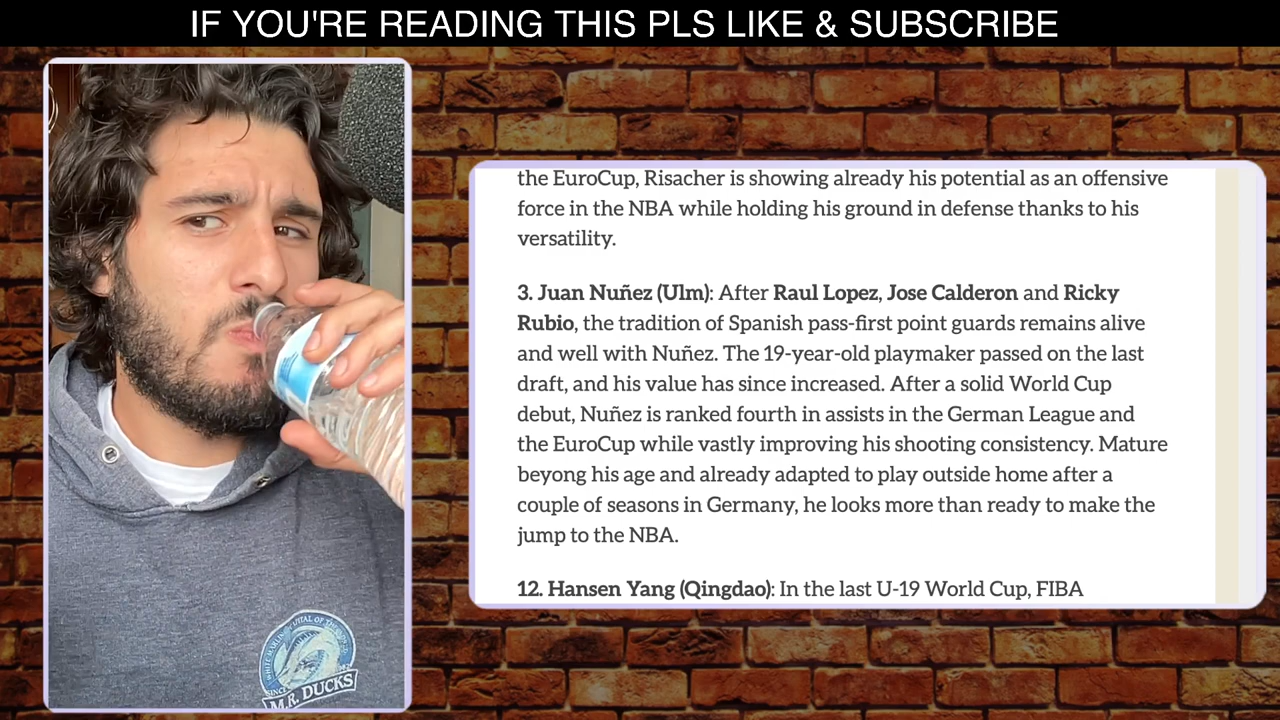 IF YOU'RE READING THIS PLS LIKE & SUBSCRIBE
the EuroCup, Risacher is showing already his potential as an offensive
force in the NBA while holding his ground in defense thanks to his
versatility.
3. Juan Nuñez (Ulm): After Raul Lopez, Jose Calderon and Ricky
Rubio, the tradition of Spanish pass-first point guards remains alive
and well with Nuñez. The 19-year-old playmaker passed on the last
draft, and his value has since increased. After a solid World Cup
debut, Nuñez is ranked fourth in assists in the German League and
the EuroCup while vastly improving his shooting consistency. Mature
beyong his age and already adapted to play outside home after a
couple of seasons in Germany, he looks more than ready to make the
jump to the NBA.
12. Hansen Yang (Qingdao): In the last U-19 World Cup, FIBA
WHITE MARLIN CAPITAL OF THE
SINCE
M.R. DUCKS